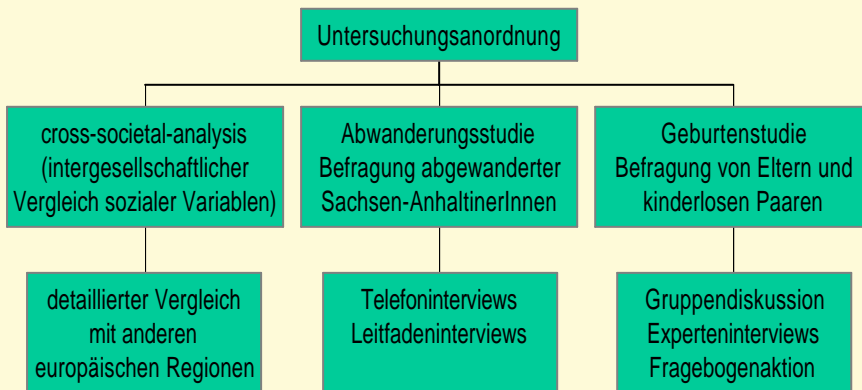 Untersuchungsanordnung
cross-societal-analysis
(intergesellschaftlicher
Vergleich sozialer Variablen)
Abwanderungsstudie
Befragung abgewanderter
Sachsen-AnhaltinerInnen
Geburtenstudie
Befragung von Eltern und
kinderlosen Paaren
detaillierter Vergleich
mit anderen
europäischen Regionen
Telefoninterviews
Leitfadeninterviews
Gruppendiskussion
Experteninterviews
Fragebogenaktion